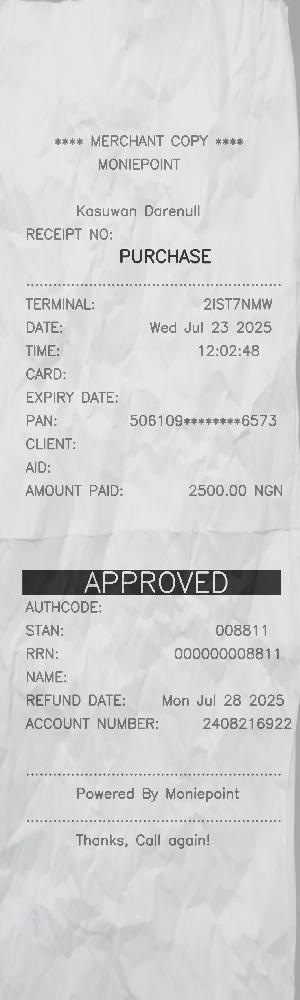 **** MERCHANT COPY ****
MONIEPOINT
Kasuwan Darenull
RECEIPT NO:
PURCHASE
TERMINAL: 2IST7NMW
DATE: Wed Jul 23 2025
TIME: 12:02:48
CARD:
EXPIRY DATE:
PAN: 506109********6573
CLIENT:
AID:
AMOUNT PAID: 2500.00 NGN
APPROVED
AUTHCODE:
STAN: 008811
RRN: 000000008811
NAME:
REFUND DATE: Mon Jul 28 2025
ACCOUNT NUMBER: 2408216922
Powered By Moniepoint
Thanks, Call again!